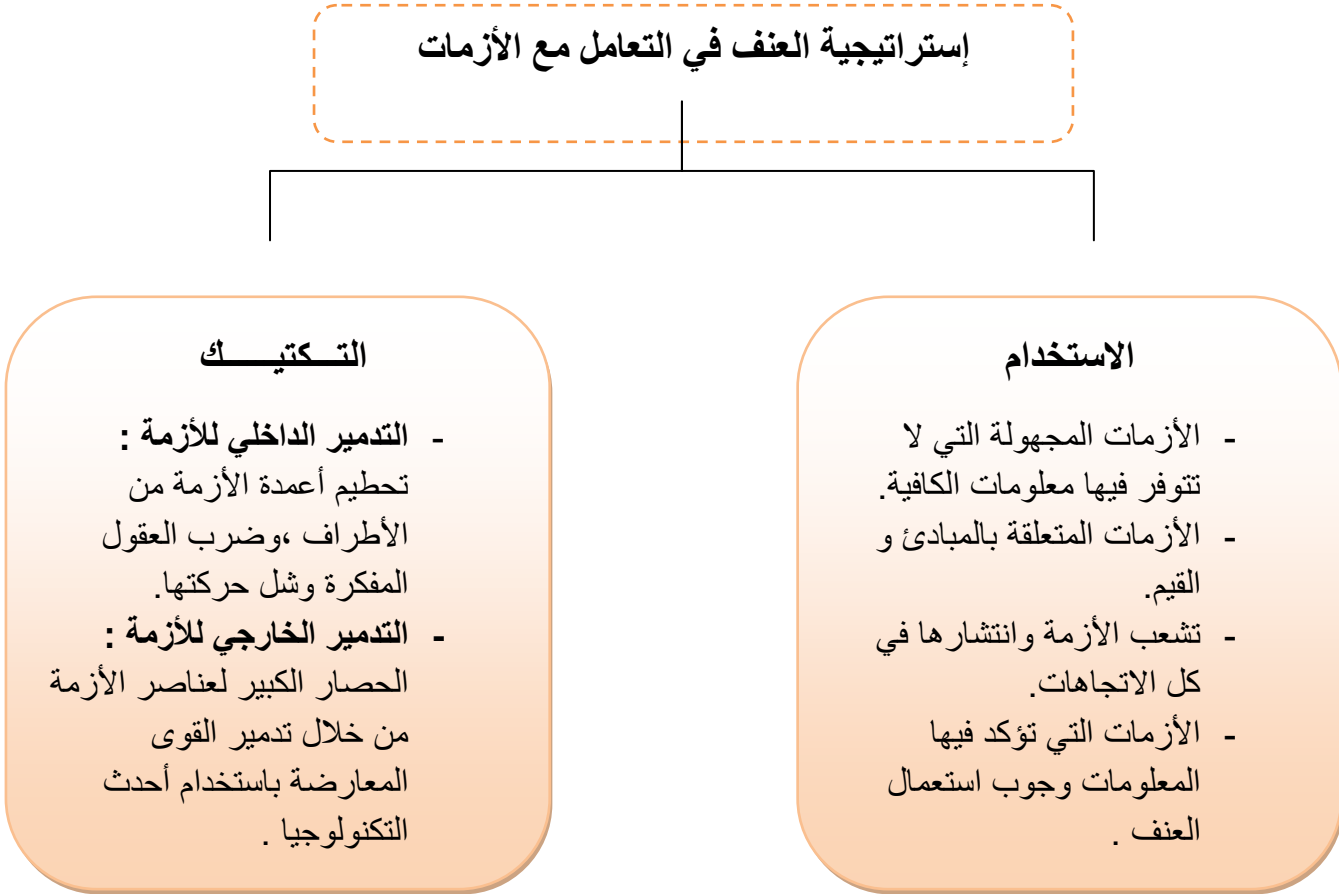 إستراتيجية العنف في التعامل مع الأزمات
الاستخدام
- الأزمات المجهولة التي لا
تتوفر فيها معلومات الكافية.
- الأزمات المتعلقة بالمبادئ و
القيم.
- تشعب الأزمة وانتشارها في
كل الاتجاهات.
- الأزمات التي تؤكد فيها
المعلومات وجوب استعمال
العنف .
التــكتيــــــك
- التدمير الداخلي للأزمة :
تحطيم أعمدة الأزمة من
الأطراف ،وضرب العقول
المفكرة وشل حركتها.
- التدمير الخارجي للأزمة :
الحصار الكبير لعناصر الأزمة
من خلال تدمير القوى
المعارضة باستخدام أحدث
التكنولوجيا .